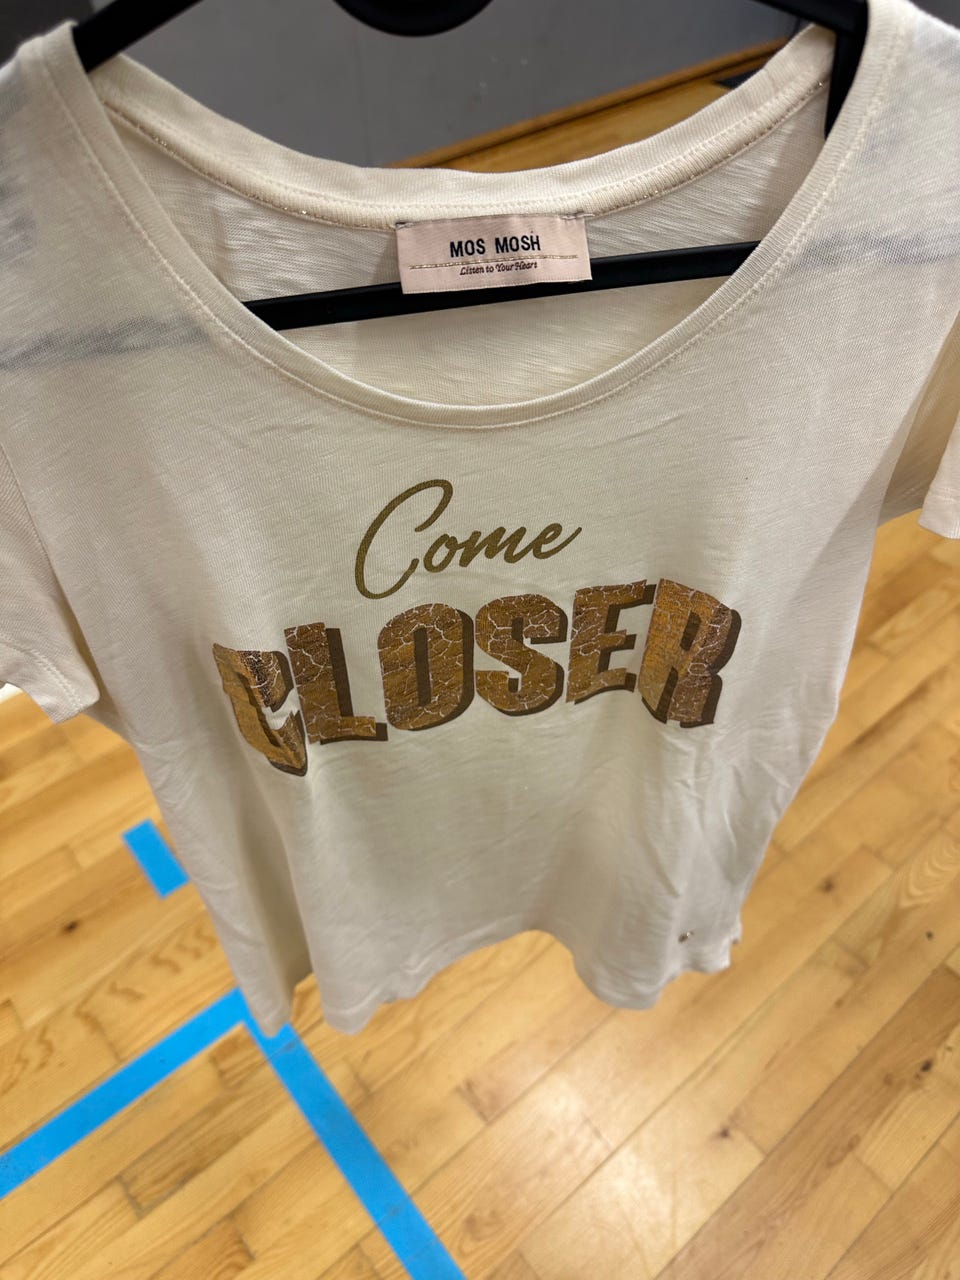 MOS MOSH
Listen to Your Heart
Come
CLOSER